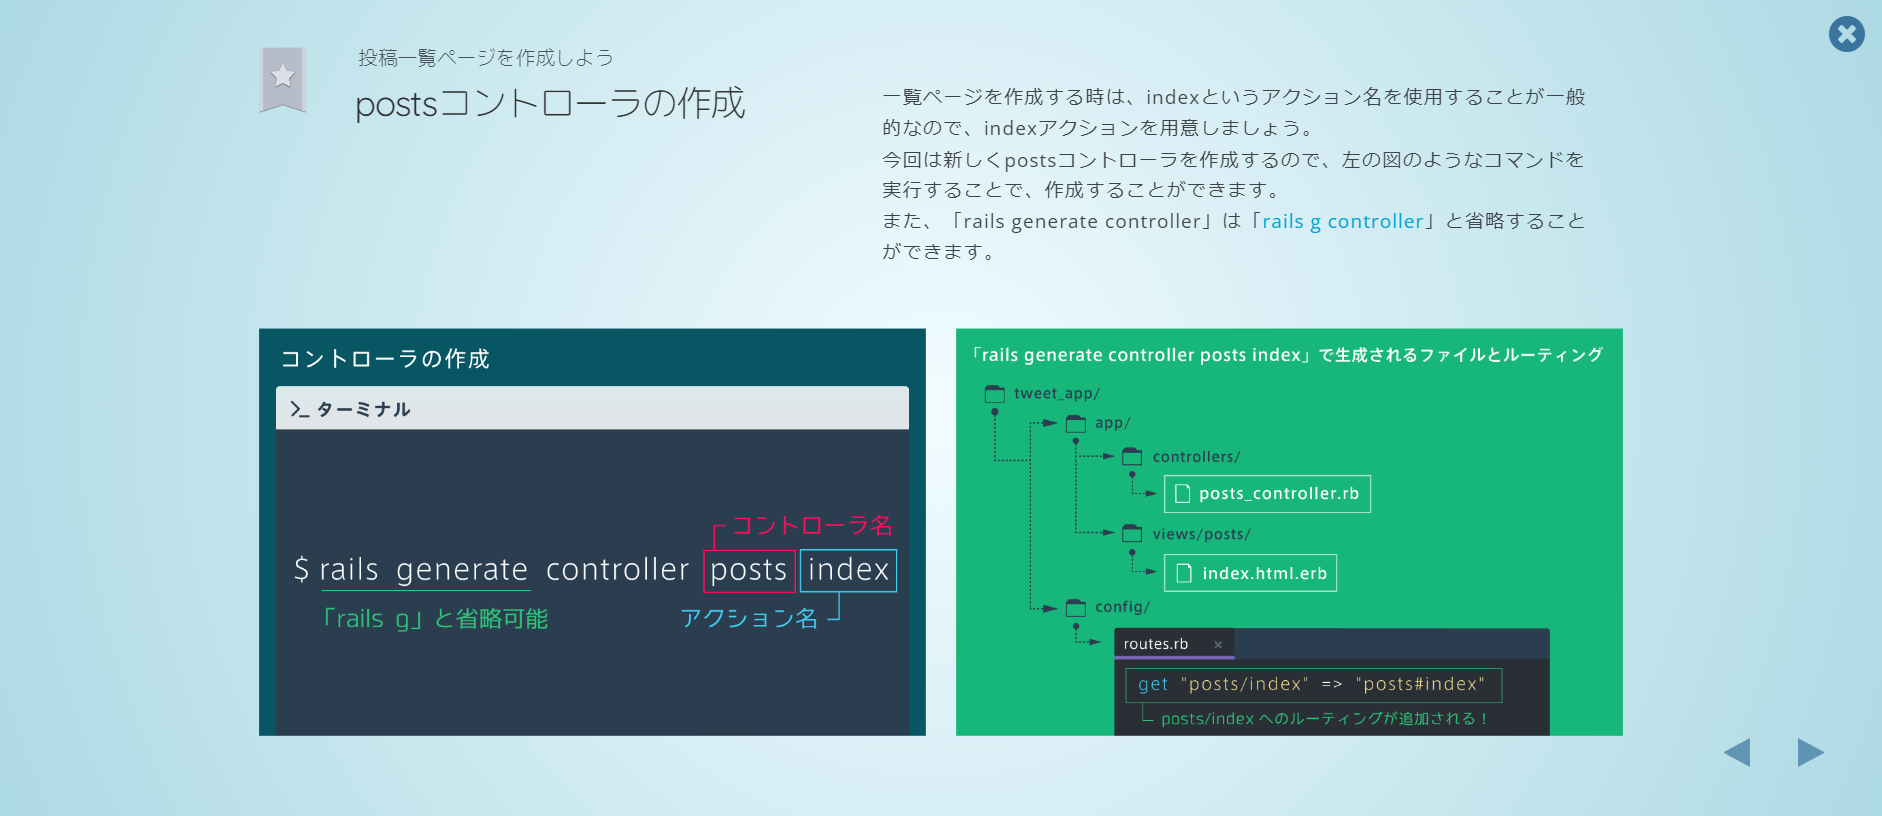 投稿一覧ページを作成しよう
postsコントローラの作成
一覧ページを作成する時は、indexというアクション名を使用することが一般
的なので、indexアクションを用意しましょう。
今回は新しくpostsコントローラを作成するので、左の図のようなコマンドを
実行することで、作成することができます。
また、「rails generate controller」は「rails g controller」と省略すること
ができます。
コントローラの作成
>_ ターミナル
コントローラ名
$ rails generate controller posts index
「rails g」と省略可能
アクション名
「rails generate controller posts index」で生成されるファイルとルーティング
tweet_app/
app/
controllers/
posts_controller.rb
views/posts/
index.html.erb
config/
routes.rb ×
get "posts/index" => "posts#index"
posts/index へのルーティングが追加される！